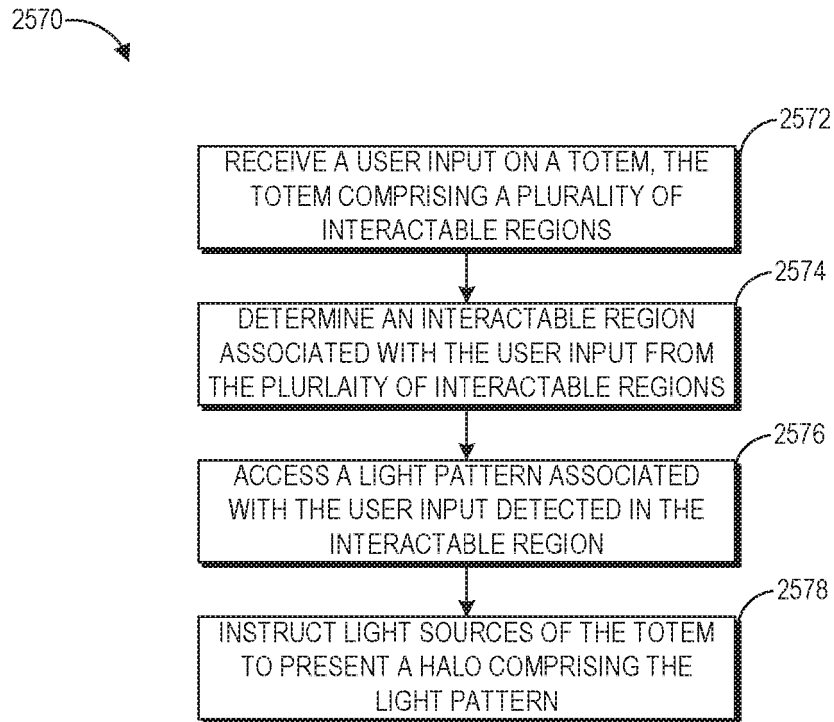 2570
2572
RECEIVE A USER INPUT ON A TOTEM, THE
TOTEM COMPRISING A PLURALITY OF
INTERACTABLE REGIONS
2574
DETERMINE AN INTERACTABLE REGION
ASSOCIATED WITH THE USER INPUT FROM
THE PLURLAITY OF INTERACTABLE REGIONS
2576
ACCESS A LIGHT PATTERN ASSOCIATED
WITH THE USER INPUT DETECTED IN THE
INTERACTABLE REGION
2578
INSTRUCT LIGHT SOURCES OF THE TOTEM
TO PRESENT A HALO COMPRISING THE
LIGHT PATTERN